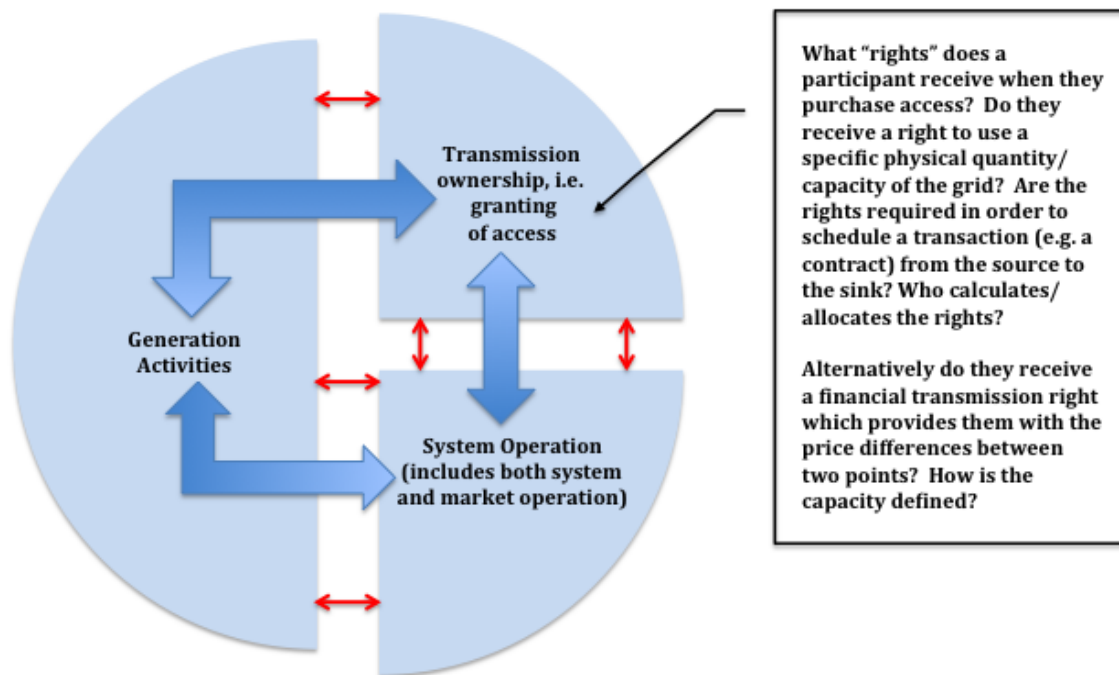 Transmission
ownership, i.e.
granting
of access
Generation
Activities
System Operation
(includes both system
and market operation)
What “rights” does a
participant receive when they
purchase access?  Do they
receive a right to use a
specific physical quantity/
capacity of the grid?  Are the
rights required in order to
schedule a transaction (e.g. a
contract) from the source to
the sink? Who calculates/
allocates the rights?
Alternatively do they receive
a financial transmission right
which provides them with the
price differences between
two points?  How is the
capacity defined?